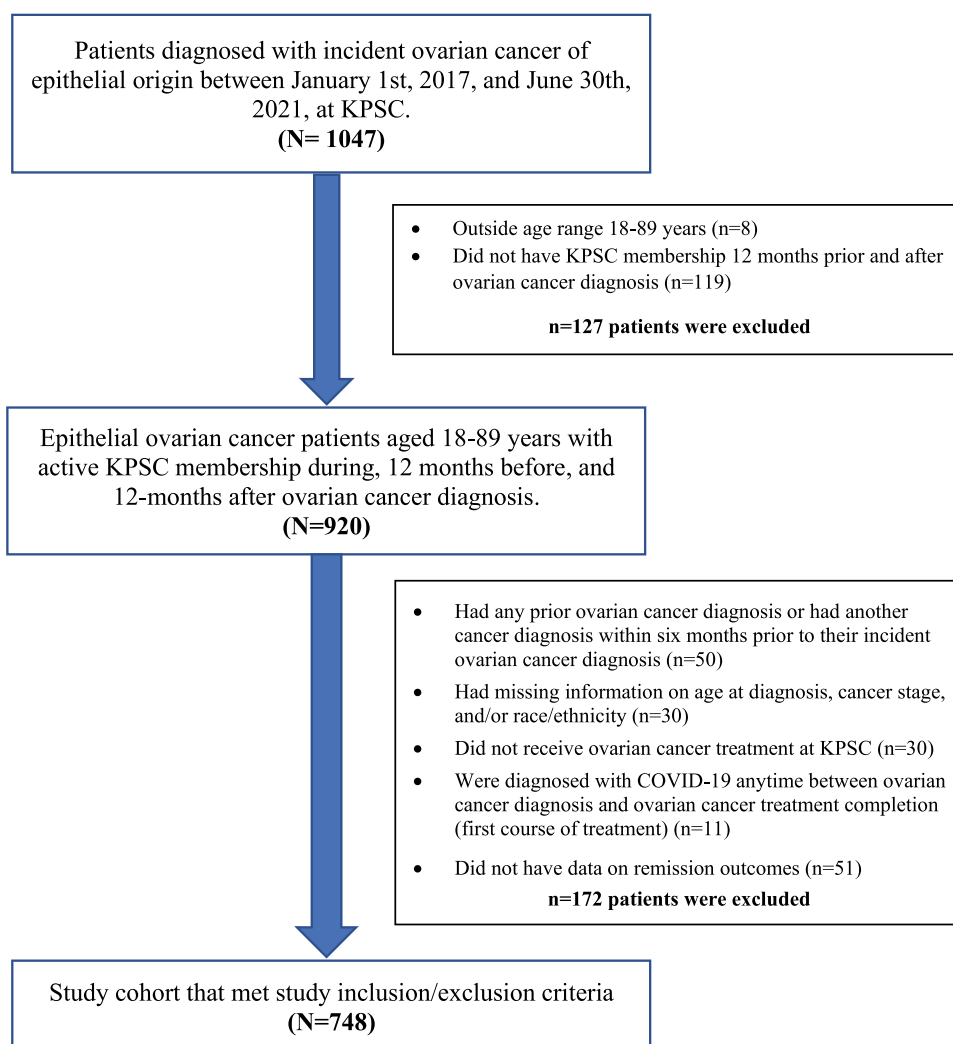 Patients diagnosed with incident ovarian cancer of
epithelial origin between January 1st, 2017, and June 30th,
2021, at KPSC.
(N= 1047)
• Outside age range 18-89 years (n=8)
• Did not have KPSC membership 12 months prior and after
ovarian cancer diagnosis (n=119)
n=127 patients were excluded
Epithelial ovarian cancer patients aged 18-89 years with
active KPSC membership during, 12 months before, and
12-months after ovarian cancer diagnosis.
(N=920)
• Had any prior ovarian cancer diagnosis or had another
cancer diagnosis within six months prior to their incident
ovarian cancer diagnosis (n=50)
• Had missing information on age at diagnosis, cancer stage,
and/or race/ethnicity (n=30)
• Did not receive ovarian cancer treatment at KPSC (n=30)
• Were diagnosed with COVID-19 anytime between ovarian
cancer diagnosis and ovarian cancer treatment completion
(first course of treatment) (n=11)
• Did not have data on remission outcomes (n=51)
n=172 patients were excluded
Study cohort that met study inclusion/exclusion criteria
(N=748)